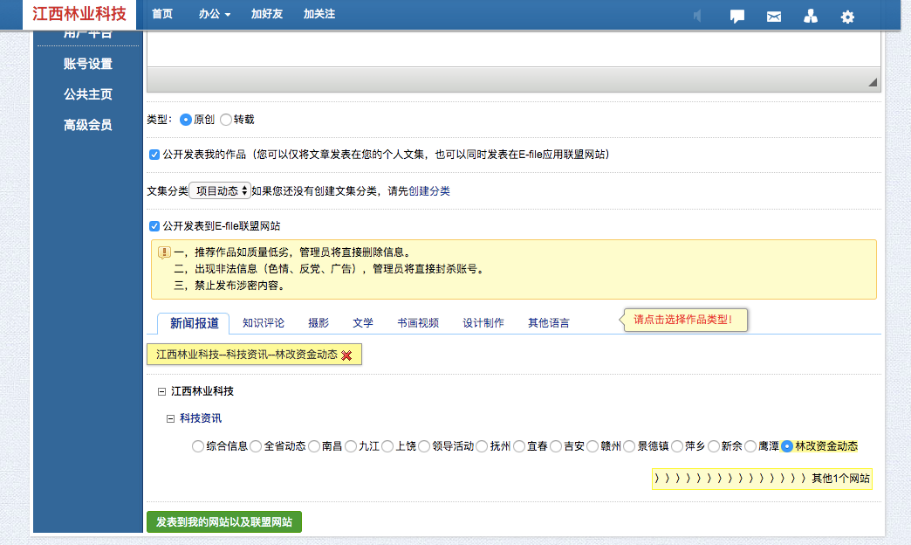 江西林业科技 首页 办公 加好友 加关注
用户平台
账号设置
公共主页
高级会员
类型: 原创 转载
公开发表我的作品（您可以仅将文章发表在您的个人文集，也可以同时发表在E-file应用联盟网站）
文集分类 项目动态 如果您还没有创建文集分类，请先创建分类
公开发表到E-file联盟网站
一，推荐作品如质量低劣，管理员将直接删除信息。
二，出现非法信息（色情、反党、广告），管理员将直接封杀账号。
三，禁止发布涉密内容。
新闻报道 知识评论 摄影 文学 书画视频 设计制作 其他语言 请点击选择作品类型!
江西林业科技--科技资讯--林改资金动态
江西林业科技
科技资讯
综合信息 全省动态 南昌 九江 上饶 领导活动 抚州 宜春 吉安 赣州 景德镇 萍乡 新余 鹰潭 林改资金动态
》》》》》》》》》》》》》》》其他1个网站
发表到我的网站以及联盟网站